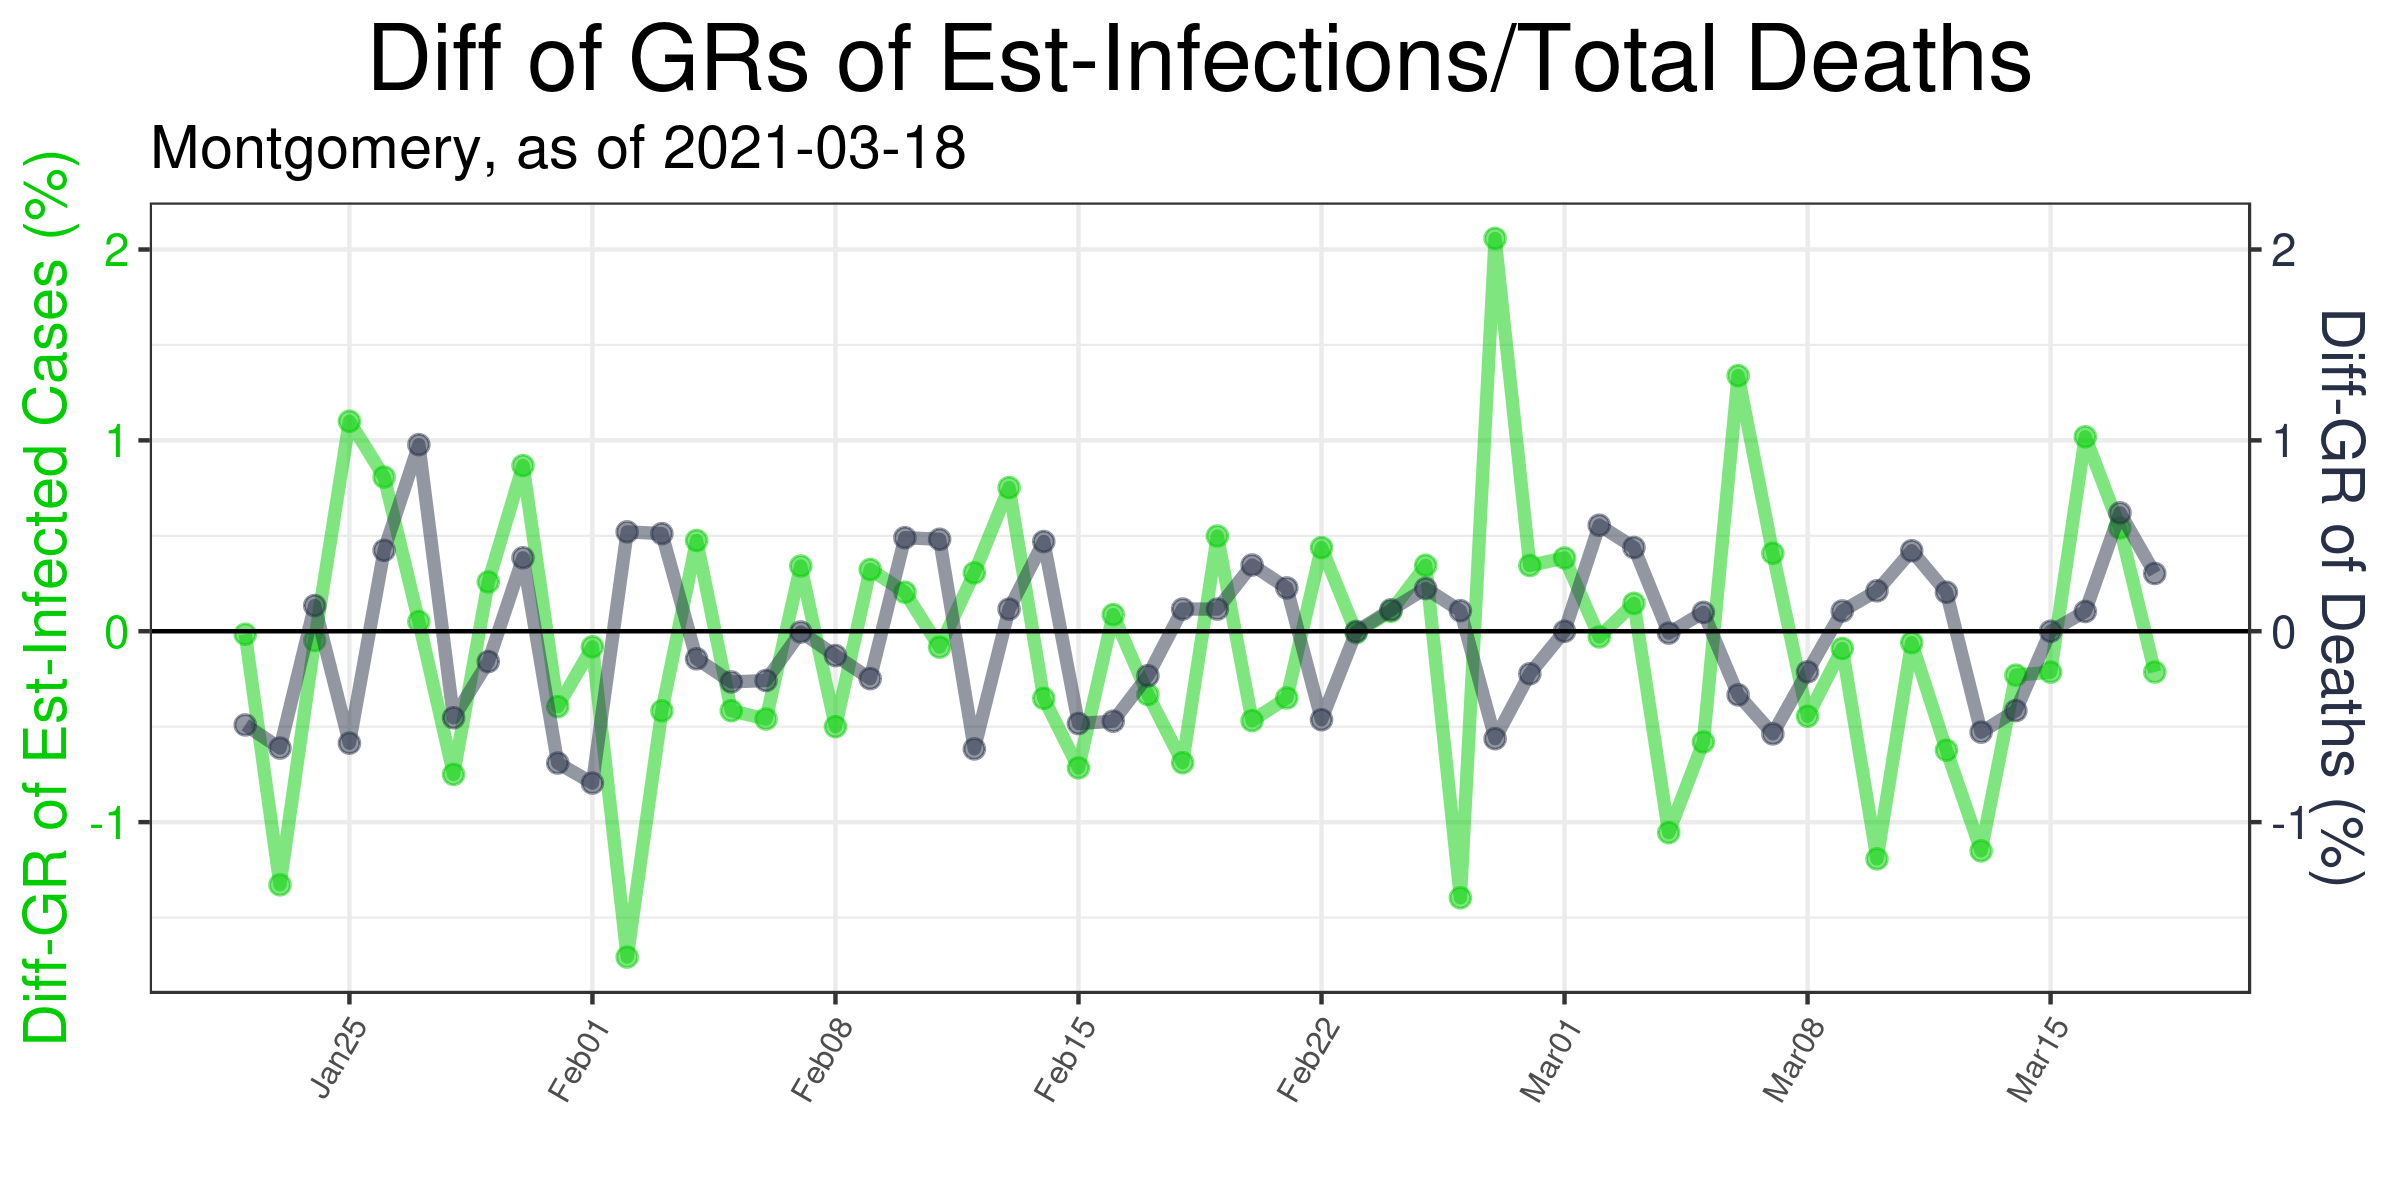 Diff of GRs of Est-Infections/Total Deaths
Montgomery, as of 2021-03-18
Diff-GR of Est-Infected Cases (%)
2
1
0
-1
2
1
0
-1
Diff-GR of Deaths (%)
Jan25
Feb01
Feb08
Feb15
Feb22
Mar01
Mar08
Mar15